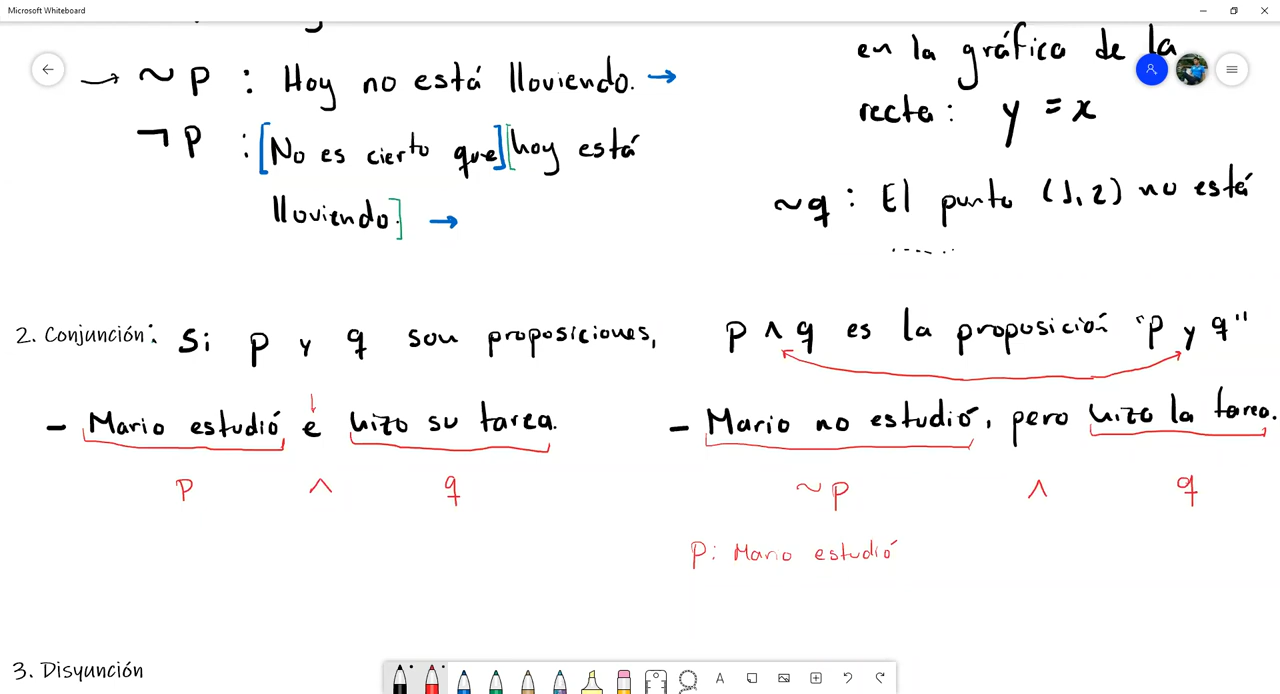 Microsoft Whiteboard
→ ~ p : Hoy no está lloviendo. →
¬ p : [No es cierto que] [hoy está
lloviendo.] →
en la gráfica de la
recta: y = x
~q : El punto (1, 2) no está
......
2. Conjunción: Si p y q son proposiciones, p ∧ q es la proposición "p y q"
- Mario estudió e hizo su tarea.
p ∧ q
- Mario no estudió, pero hizo la tarea.
~p ∧ q
p: Mario estudió
3. Disyunción